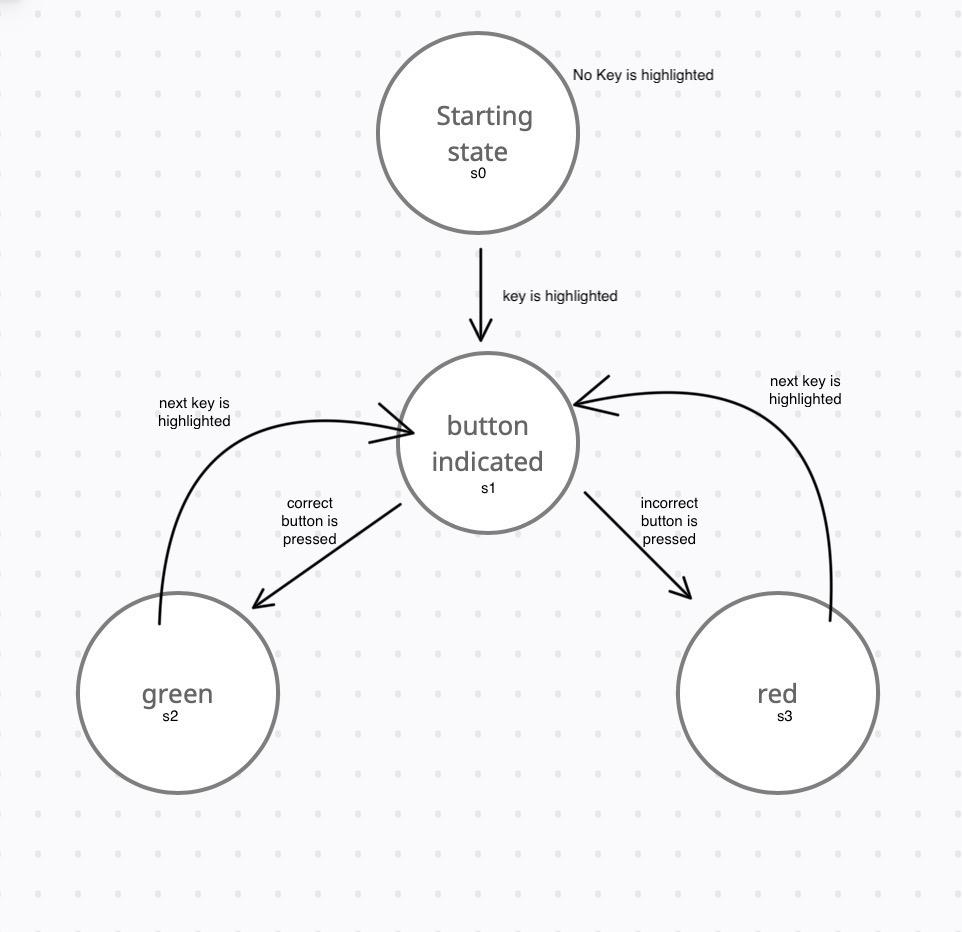 No Key is highlighted
Starting
state
s0
key is highlighted
next key is
highlighted
next key is
highlighted
button
indicated
s1
correct
button is
pressed
incorrect
button is
pressed
green
s2
red
s3